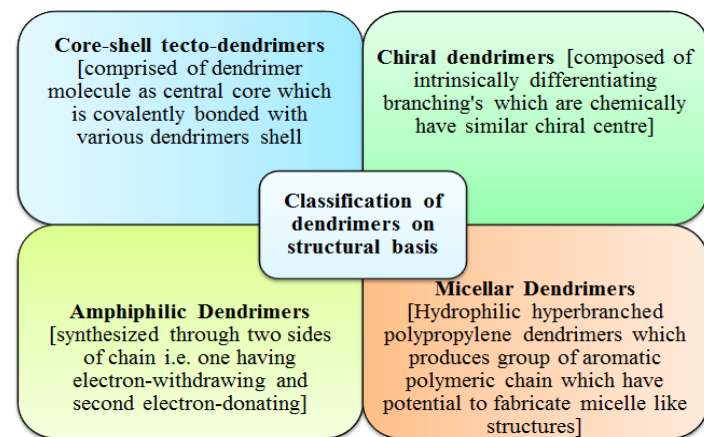 Core-shell tecto-dendrimers
[comprised of dendrimer
molecule as central core which
is covalently bonded with
various dendrimers shell
Chiral dendrimers [composed of
intrinsically differentiating
branching's which are chemically
have similar chiral centre]
Classification of
dendrimers on
structural basis
Amphiphilic Dendrimers
[synthesized through two sides
of chain i.e. one having
electron-withdrawing and
second electron-donating]
Micellar Dendrimers
[Hydrophilic hyperbranched
polypropylene dendrimers which
produces group of aromatic
polymeric chain which have
potential to fabricate micelle like
structures]